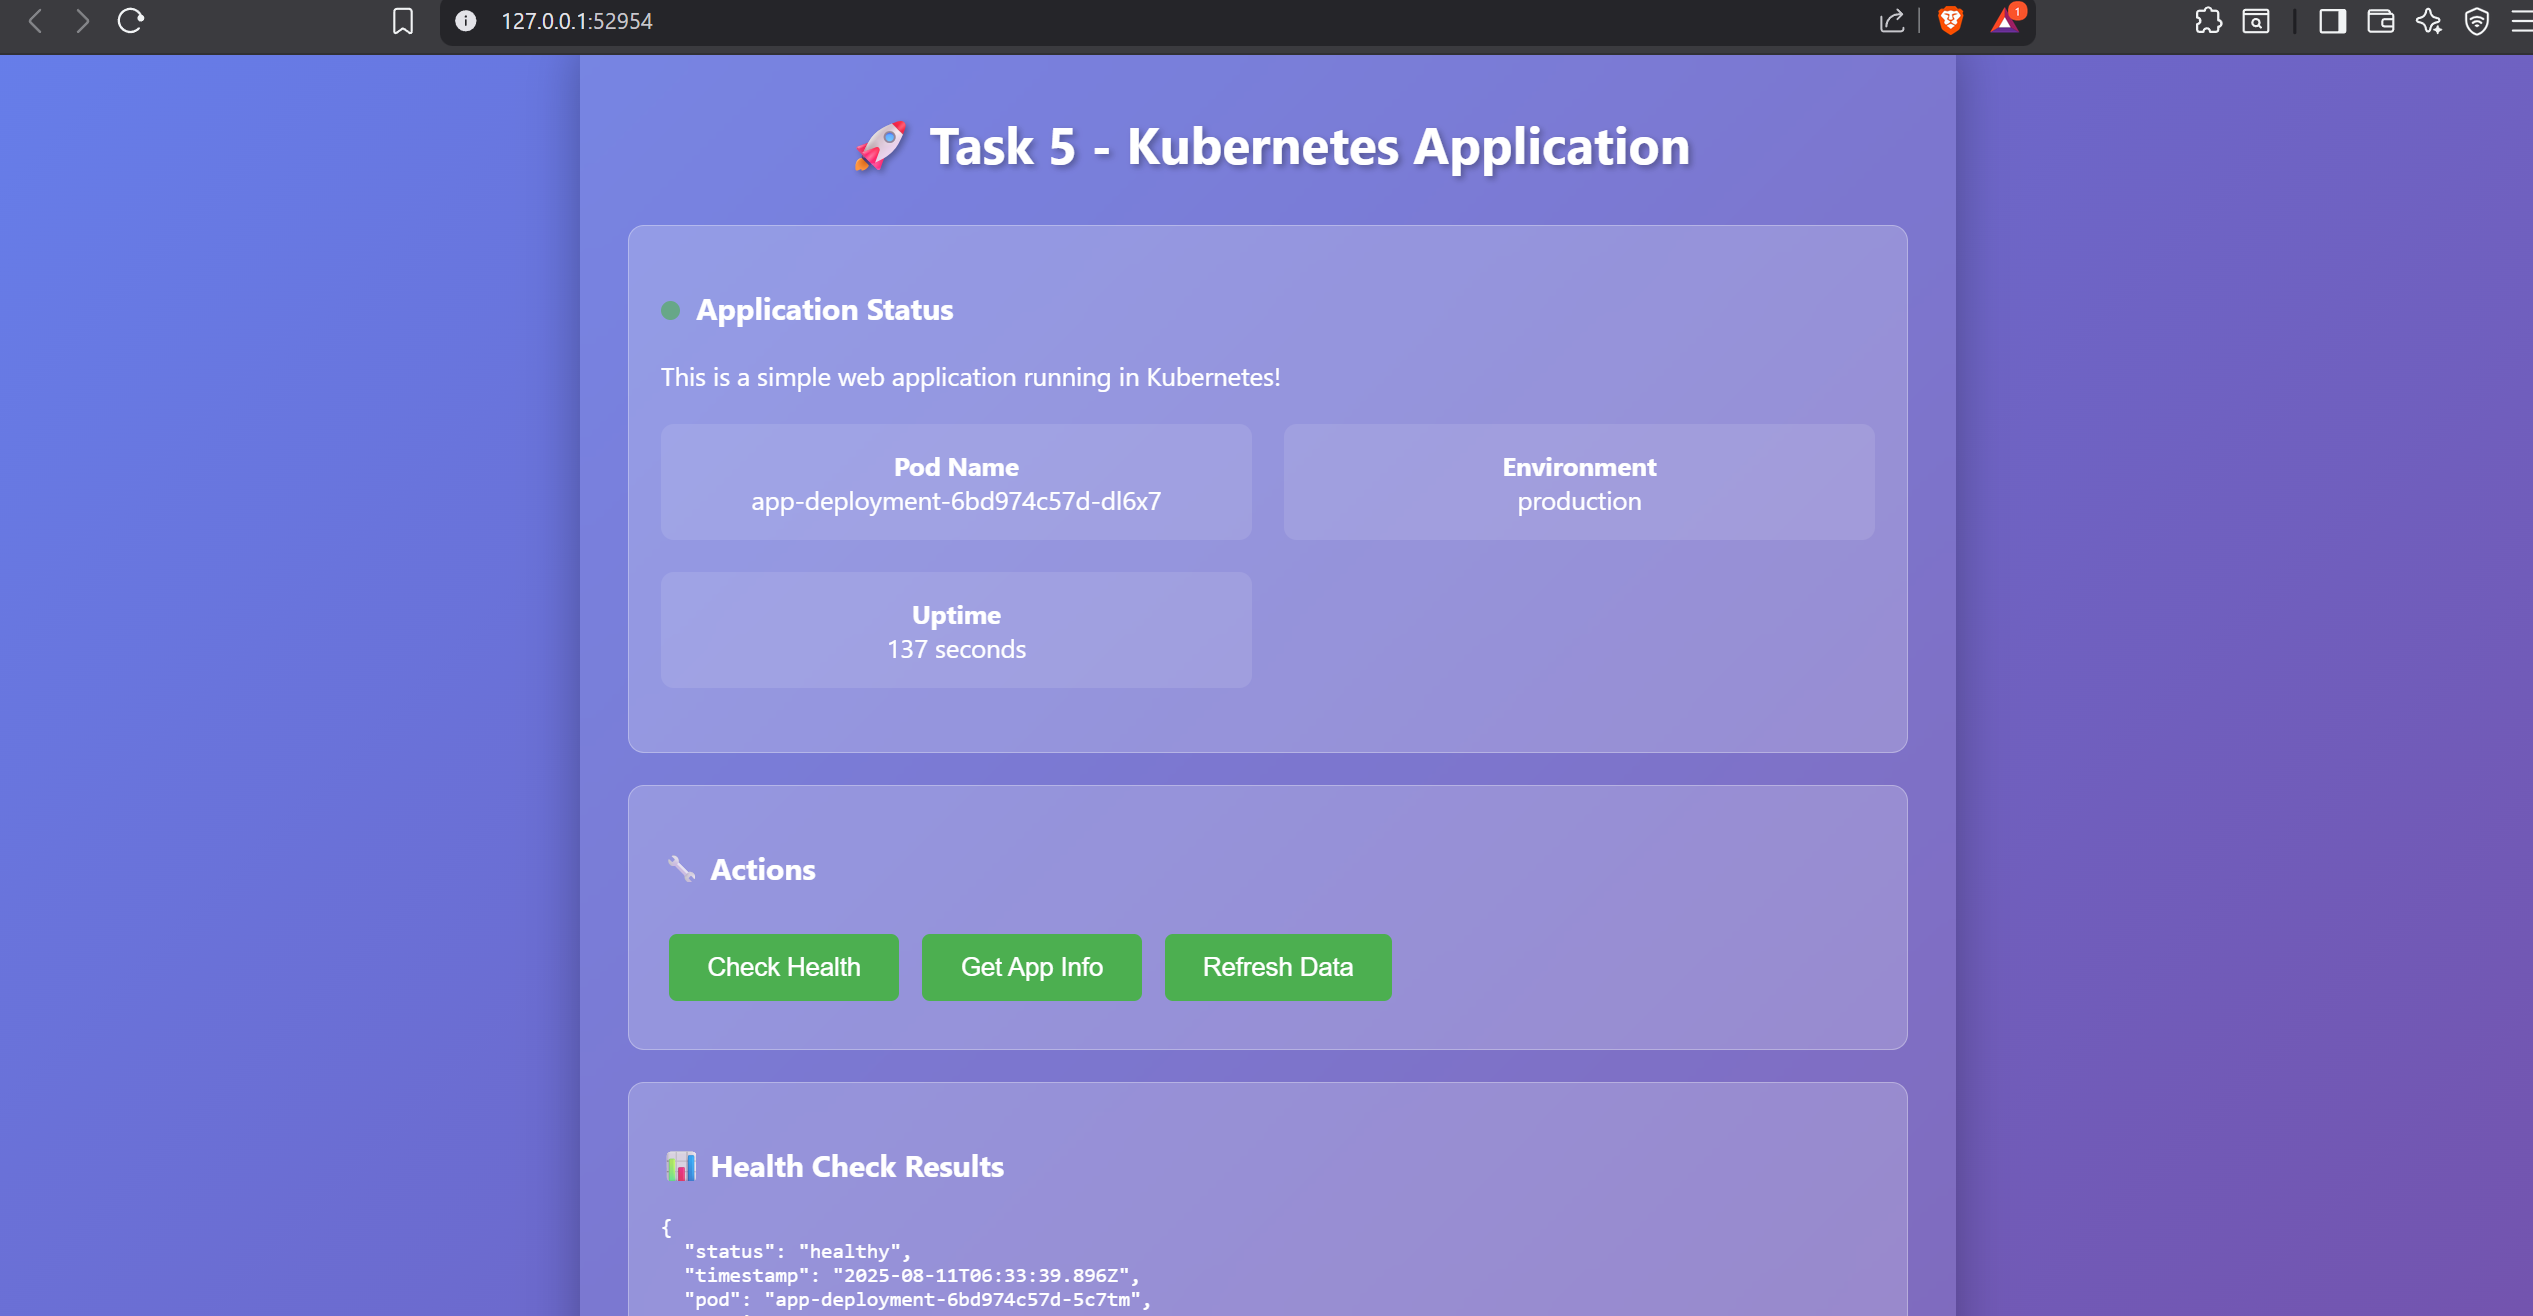 127.0.0.1:52954
1
🚀 Task 5 - Kubernetes Application
Application Status
This is a simple web application running in Kubernetes!
Pod Name
app-deployment-6bd974c57d-dl6x7
Environment
production
Uptime
137 seconds
🔧 Actions
Check Health
Get App Info
Refresh Data
📊 Health Check Results
{
"status": "healthy",
"timestamp": "2025-08-11T06:33:39.896Z",
"pod": "app-deployment-6bd974c57d-5c7tm",